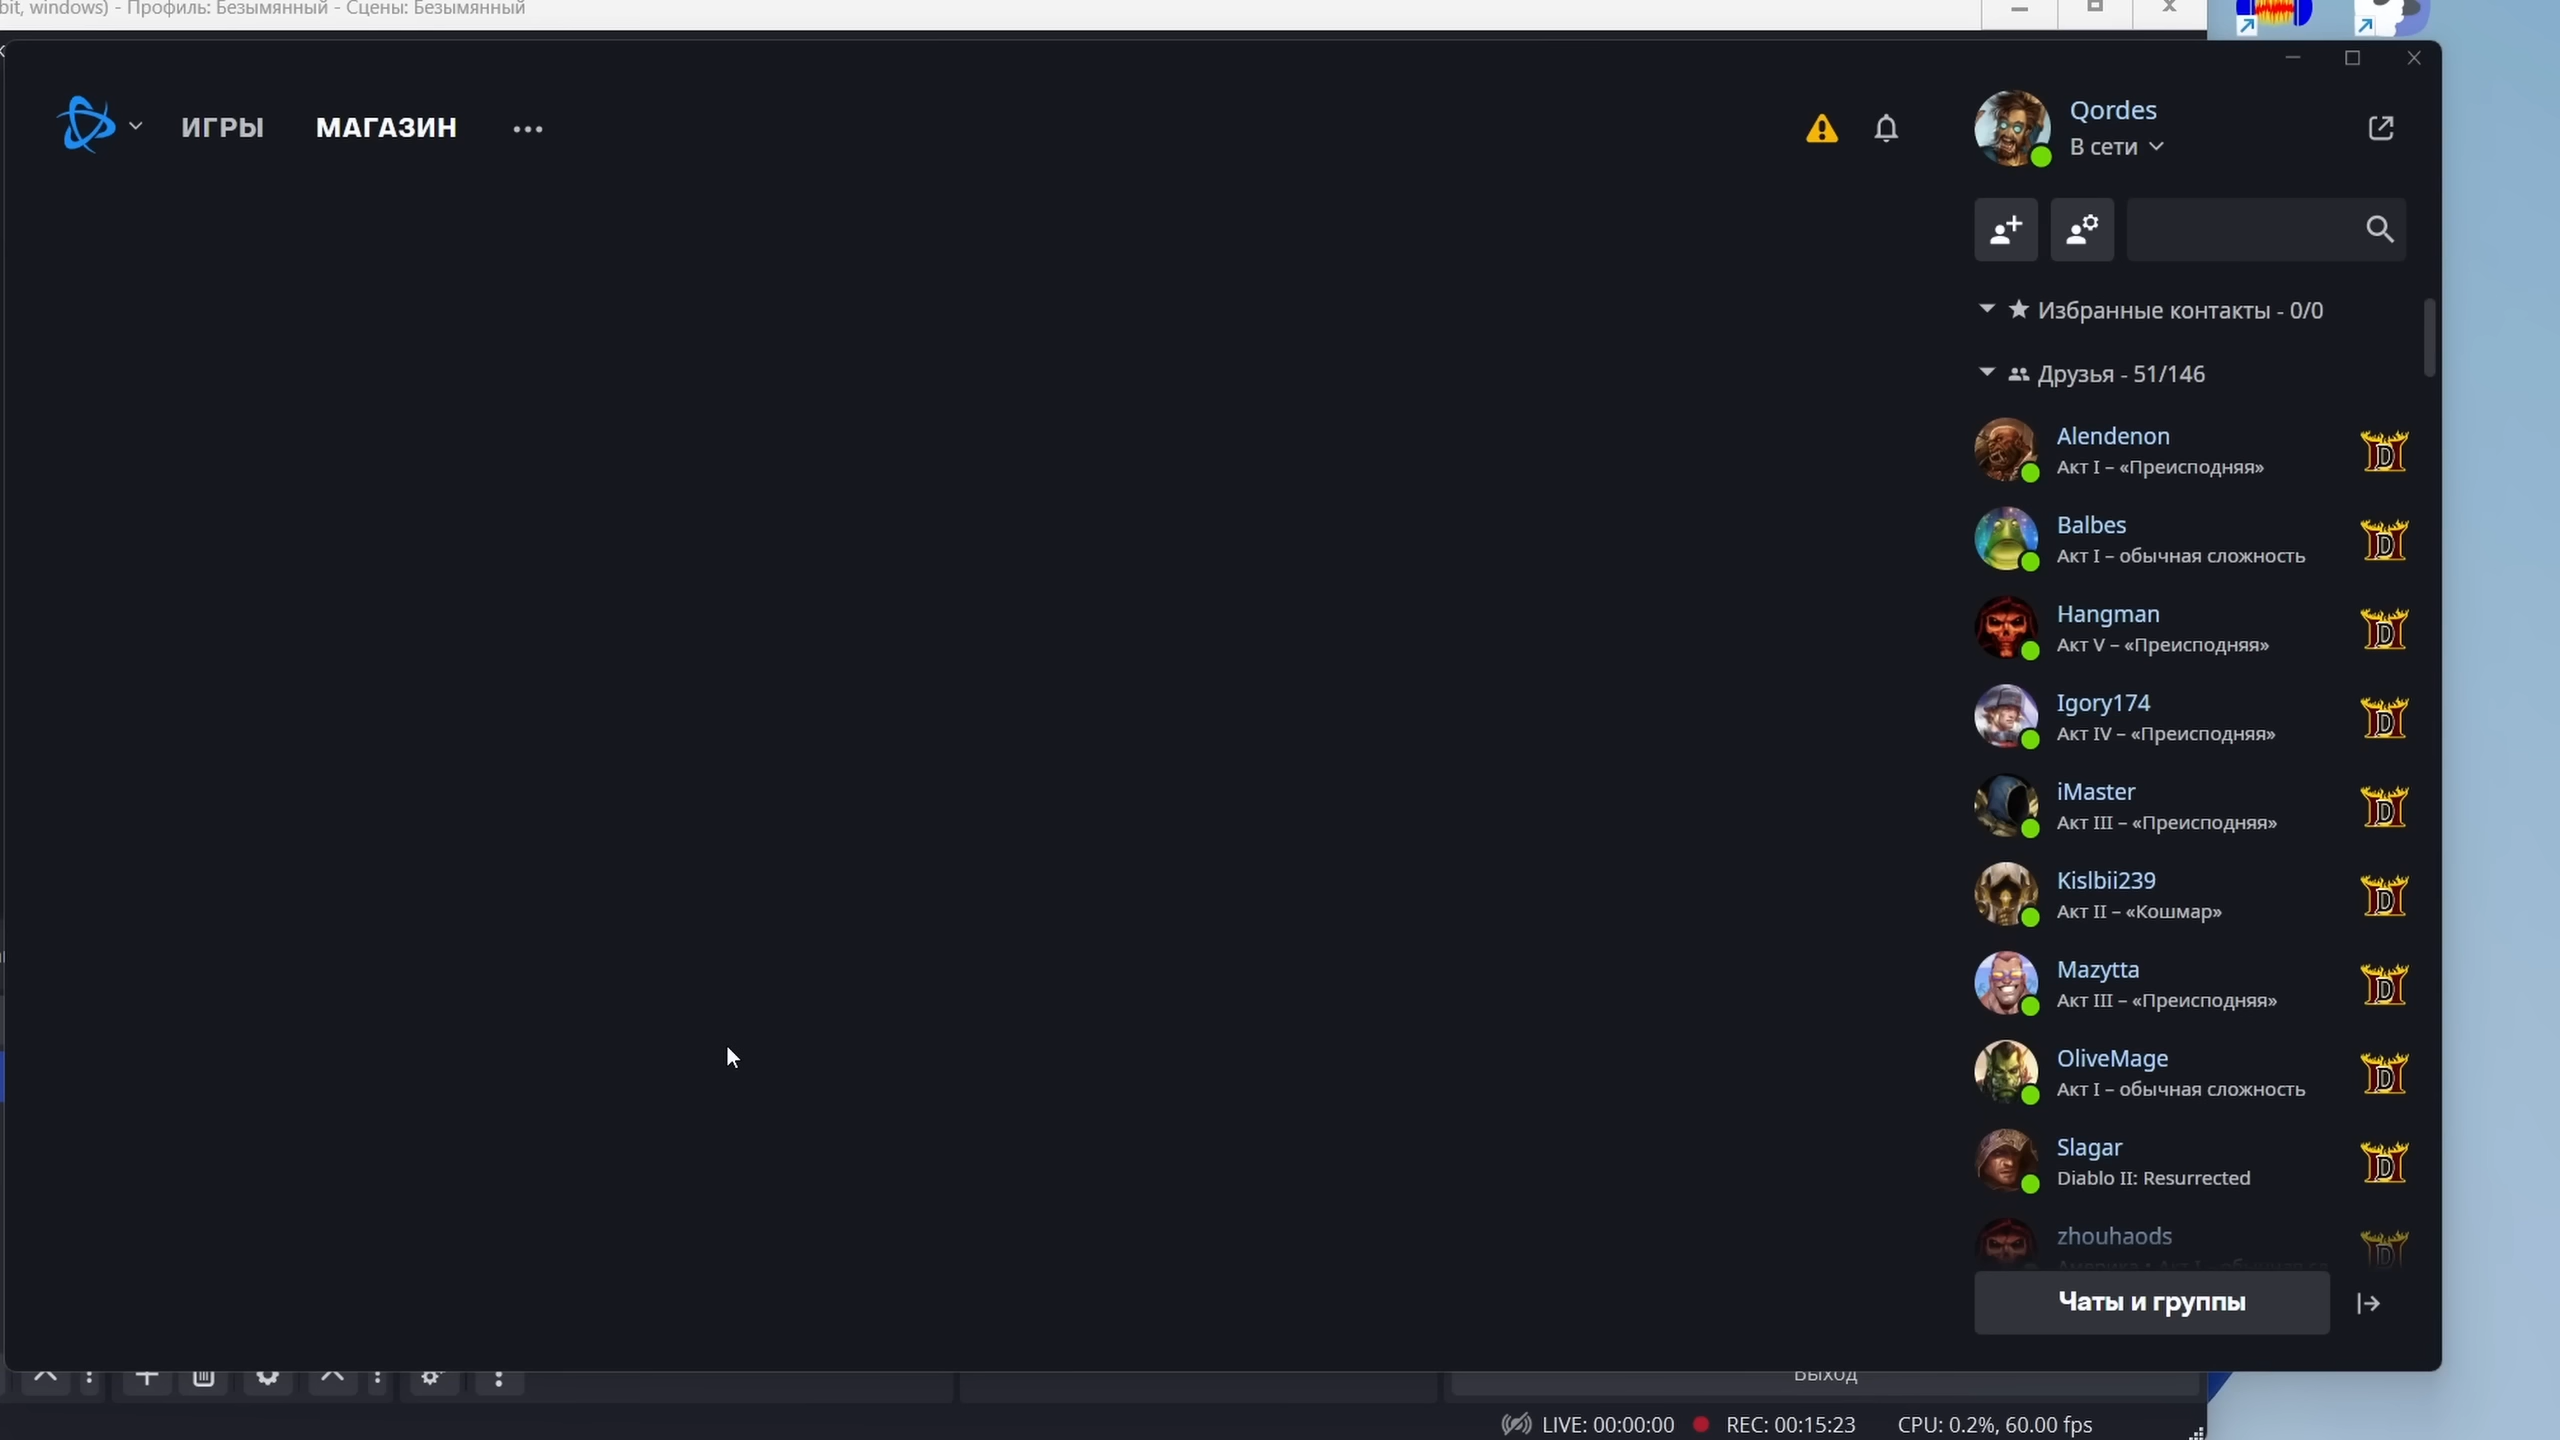 bit, windows) - Профиль: Безымянный - Сцены: Безымянный
ИГРЫ
МАГАЗИН
Qordes
В сети
Избранные контакты - 0/0
Друзья - 51/146
Alendenon
Акт I – «Преисподняя»
Balbes
Акт I – обычная сложность
Hangman
Акт V – «Преисподняя»
Igory174
Акт IV – «Преисподняя»
iMaster
Акт III – «Преисподняя»
Kislbii239
Акт II – «Кошмар»
Mazytta
Акт III – «Преисподняя»
OliveMage
Акт I – обычная сложность
Slagar
Diablo II: Resurrected
zhouhaods
Чаты и группы
Выход
LIVE: 00:00:00
REC: 00:15:23
CPU: 0.2%, 60.00 fps